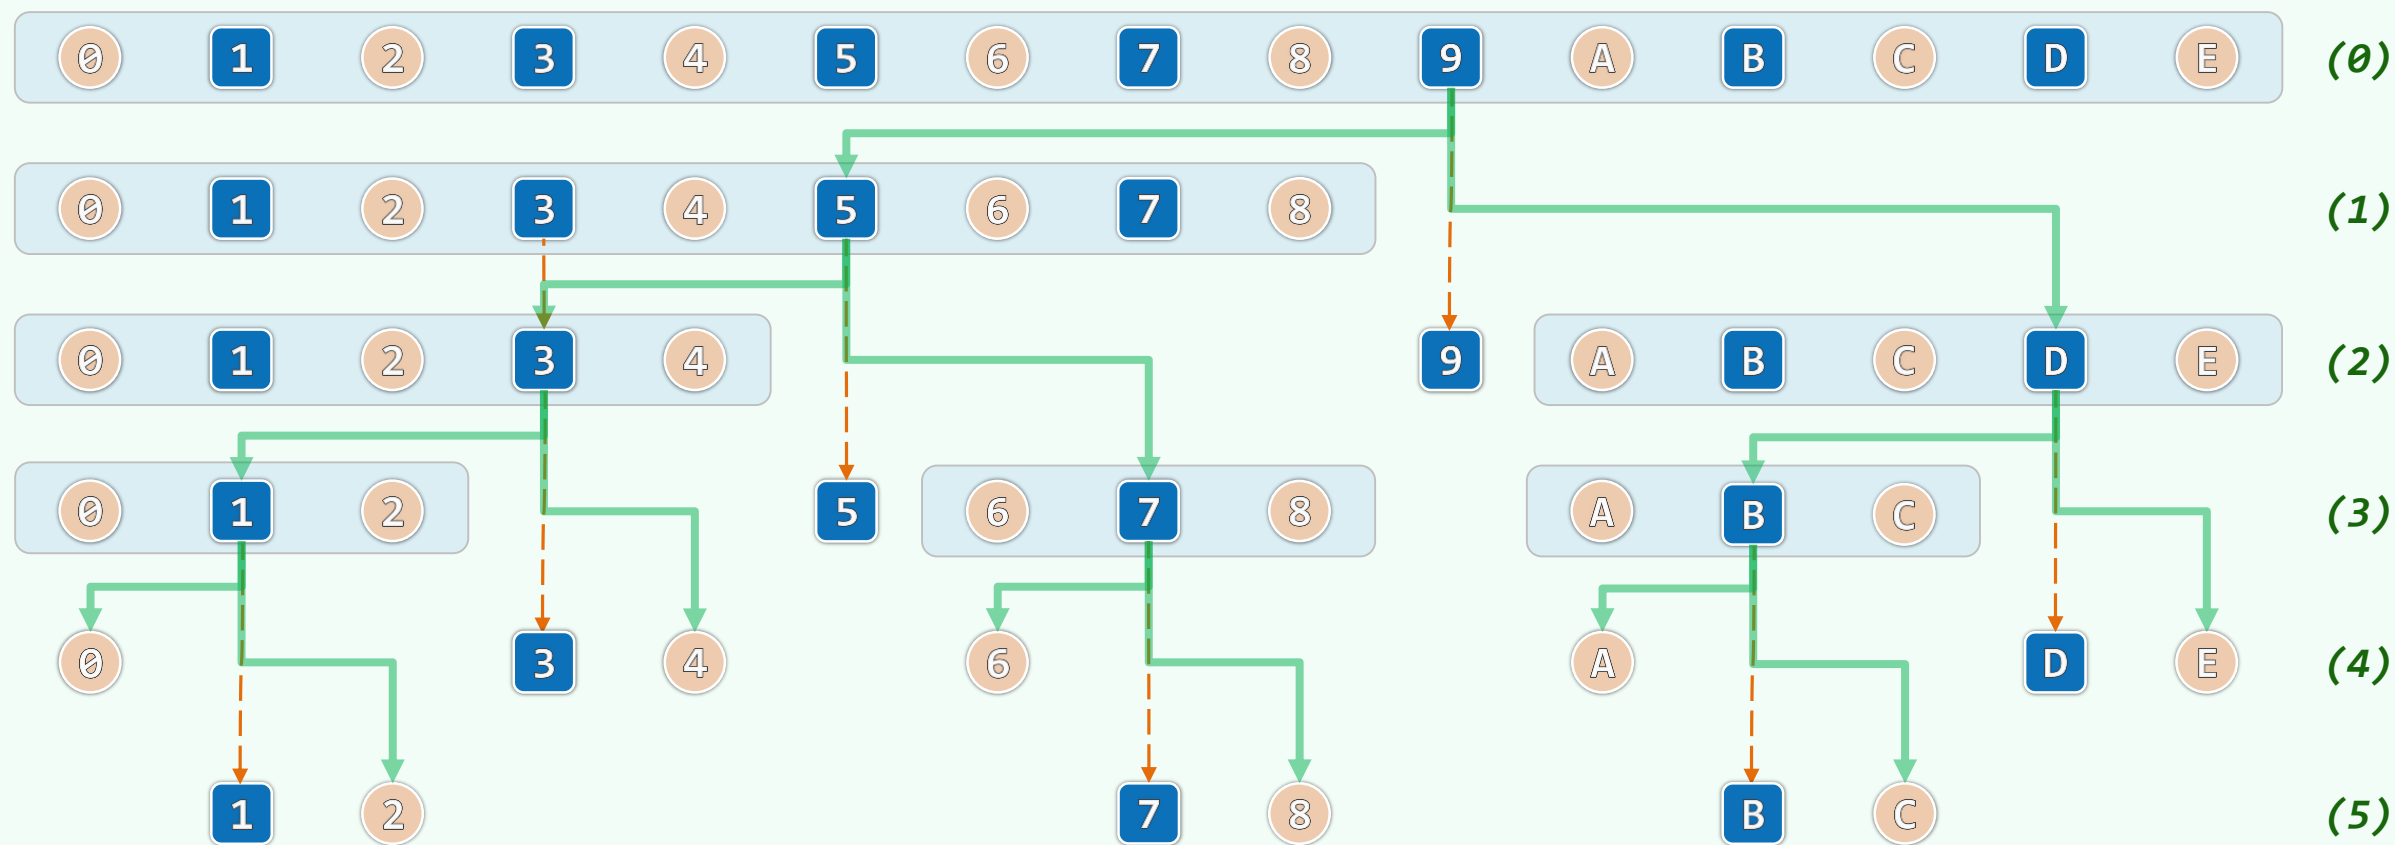 0 1 2 3 4 5 6 7 8 9 A B C D E (0)
0 1 2 3 4 5 6 7 8 (1)
0 1 2 3 4 9 A B C D E (2)
0 1 2 5 6 7 8 A B C (3)
0 3 4 6 A D E (4)
1 2 7 8 B C (5)